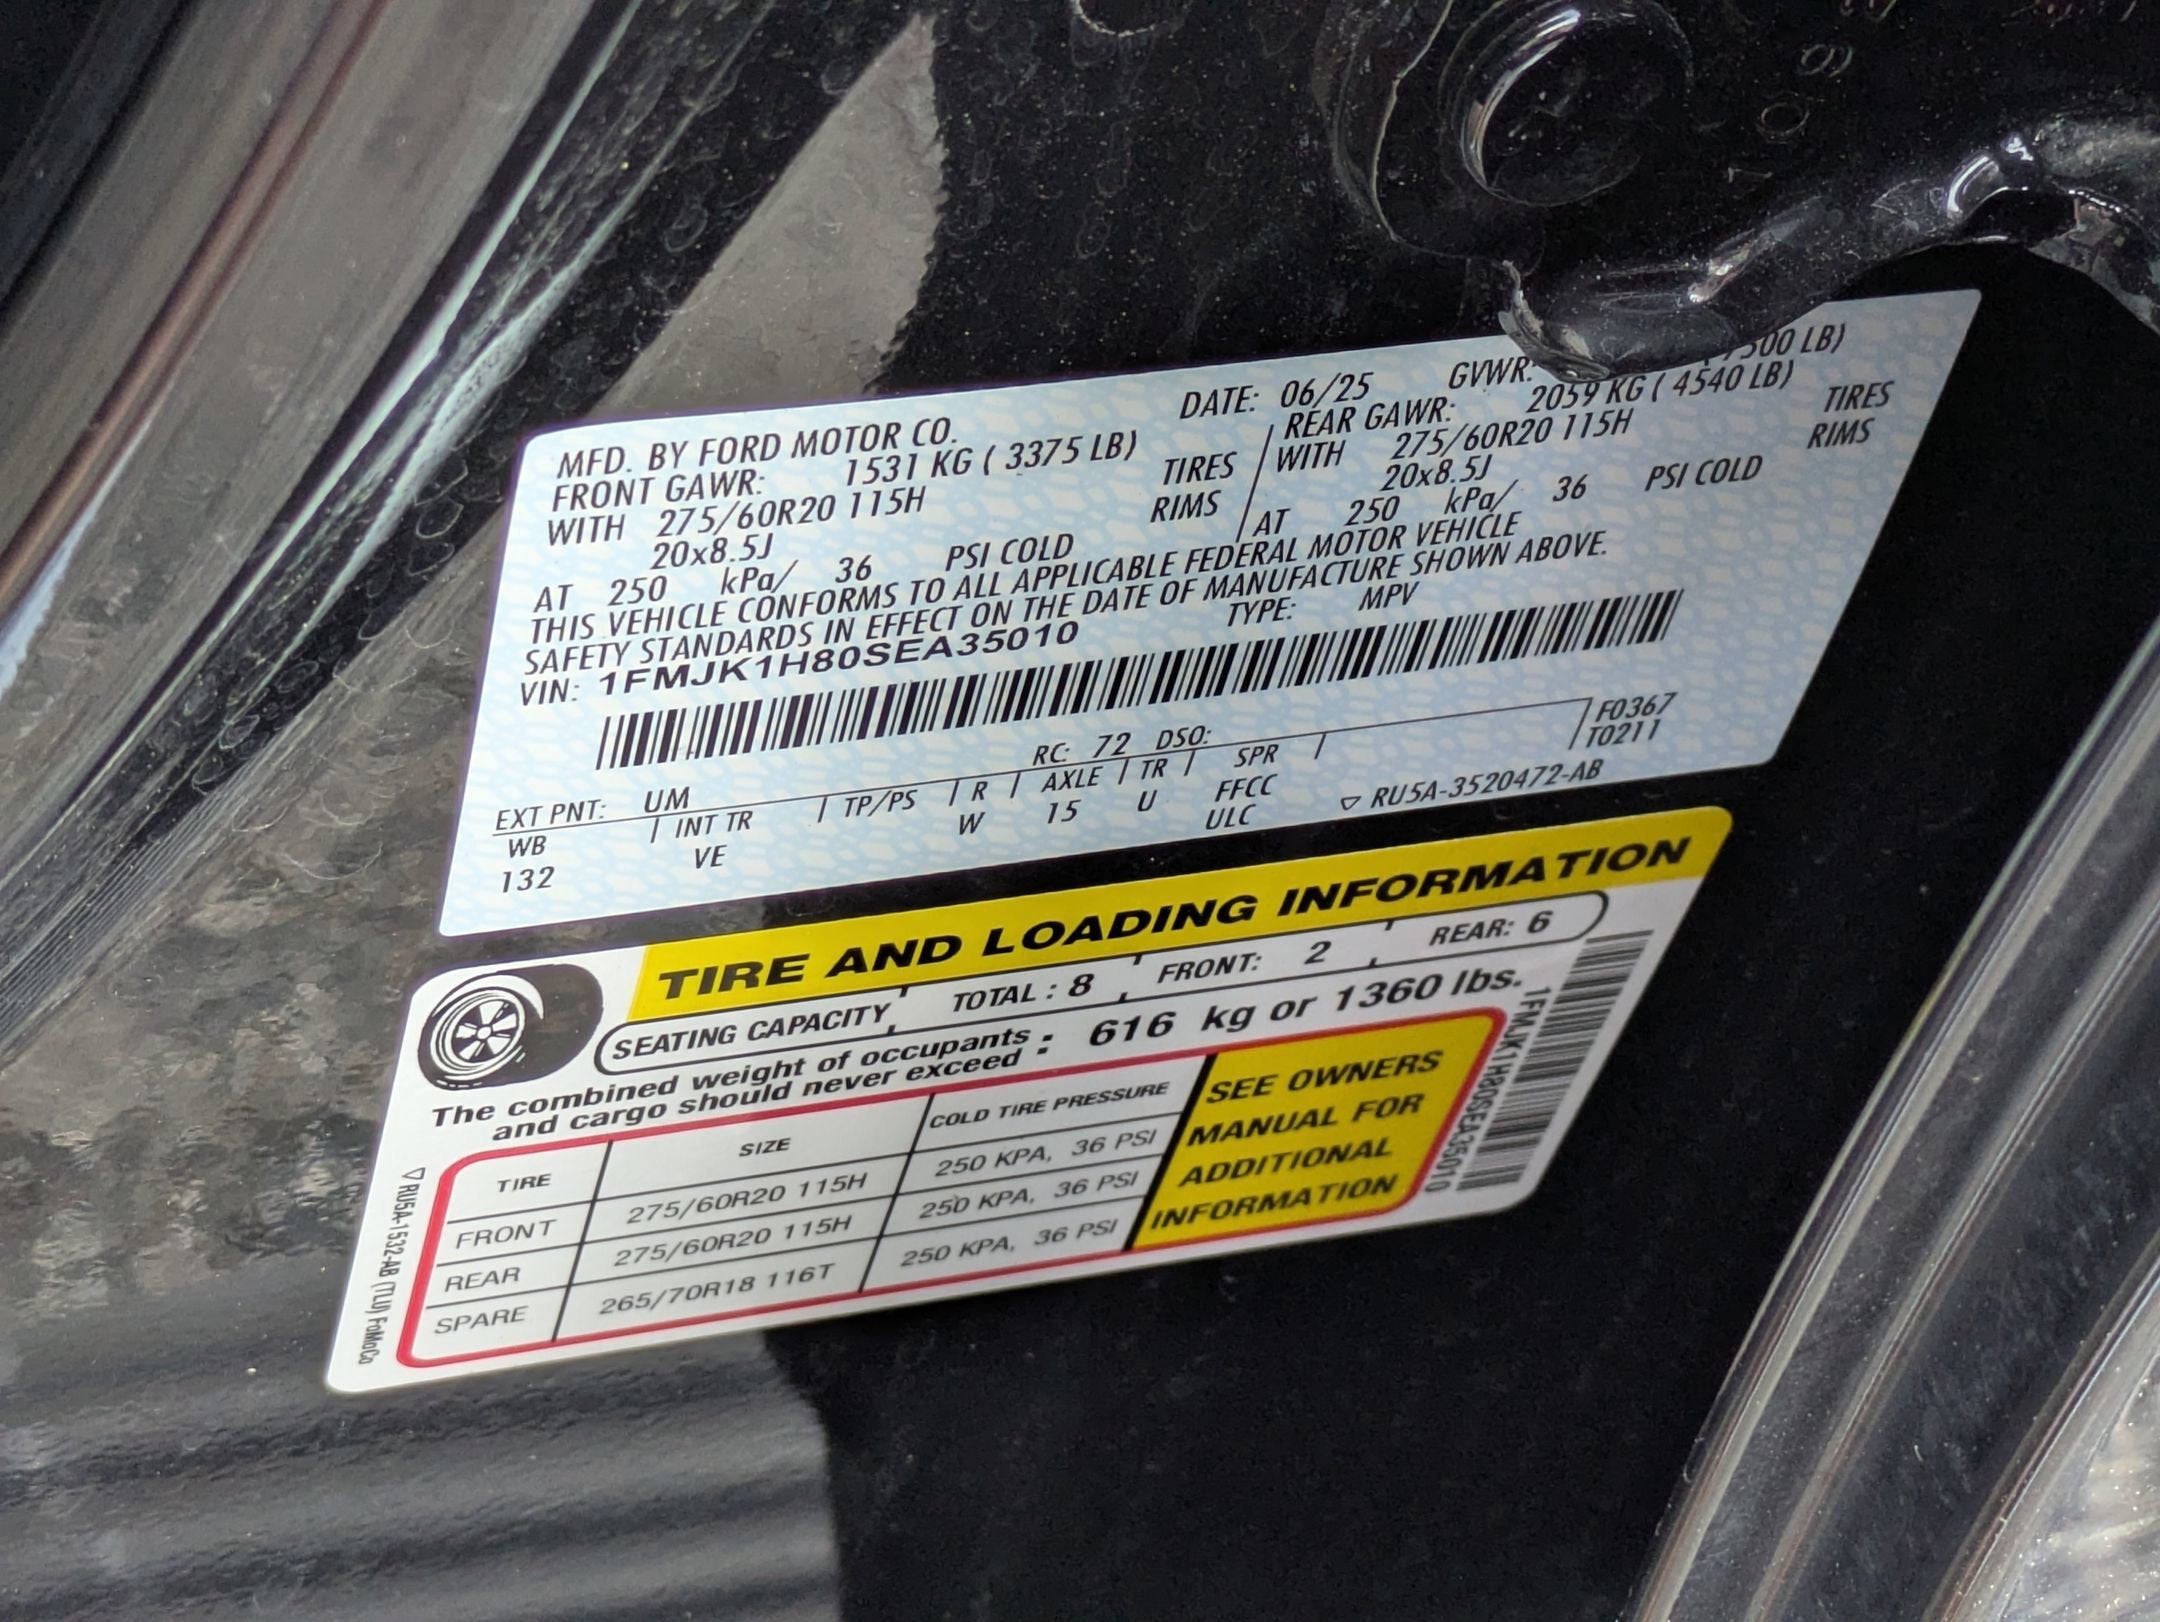 DATE: 06/25 GVWR: 7500 LB)
MFD. BY FORD MOTOR CO.
FRONT GAWR: 1531 KG ( 3375 LB) REAR GAWR: 2059 KG ( 4540 LB)
WITH 275/60R20 115H TIRES WITH 275/60R20 115H TIRES
20x8.5J RIMS 20x8.5J RIMS
AT 250 kPa/ 36 PSI COLD AT 250 kPa/ 36 PSI COLD
THIS VEHICLE CONFORMS TO ALL APPLICABLE FEDERAL MOTOR VEHICLE
SAFETY STANDARDS IN EFFECT ON THE DATE OF MANUFACTURE SHOWN ABOVE.
VIN: 1FMJK1H80SEA35010 TYPE: MPV
F0367
T0211
EXT PNT: UM RC: 72 DSO:
WB INT TR TP/PS R AXLE TR SPR
132 VE W 15 U FFCC
ULC
RU5A-3520472-AB
TIRE AND LOADING INFORMATION
SEATING CAPACITY TOTAL : 8 FRONT: 2 REAR: 6
The combined weight of occupants
and cargo should never exceed : 616 kg or 1360 lbs.
TIRE SIZE COLD TIRE PRESSURE
FRONT 275/60R20 115H 250 KPA, 36 PSI
REAR 275/60R20 115H 250 KPA, 36 PSI
SPARE 265/70R18 116T 250 KPA, 36 PSI
SEE OWNERS
MANUAL FOR
ADDITIONAL
INFORMATION
1FMJK1H80SEA35010
RU5A-1532-AB (TLU) FoMoCo